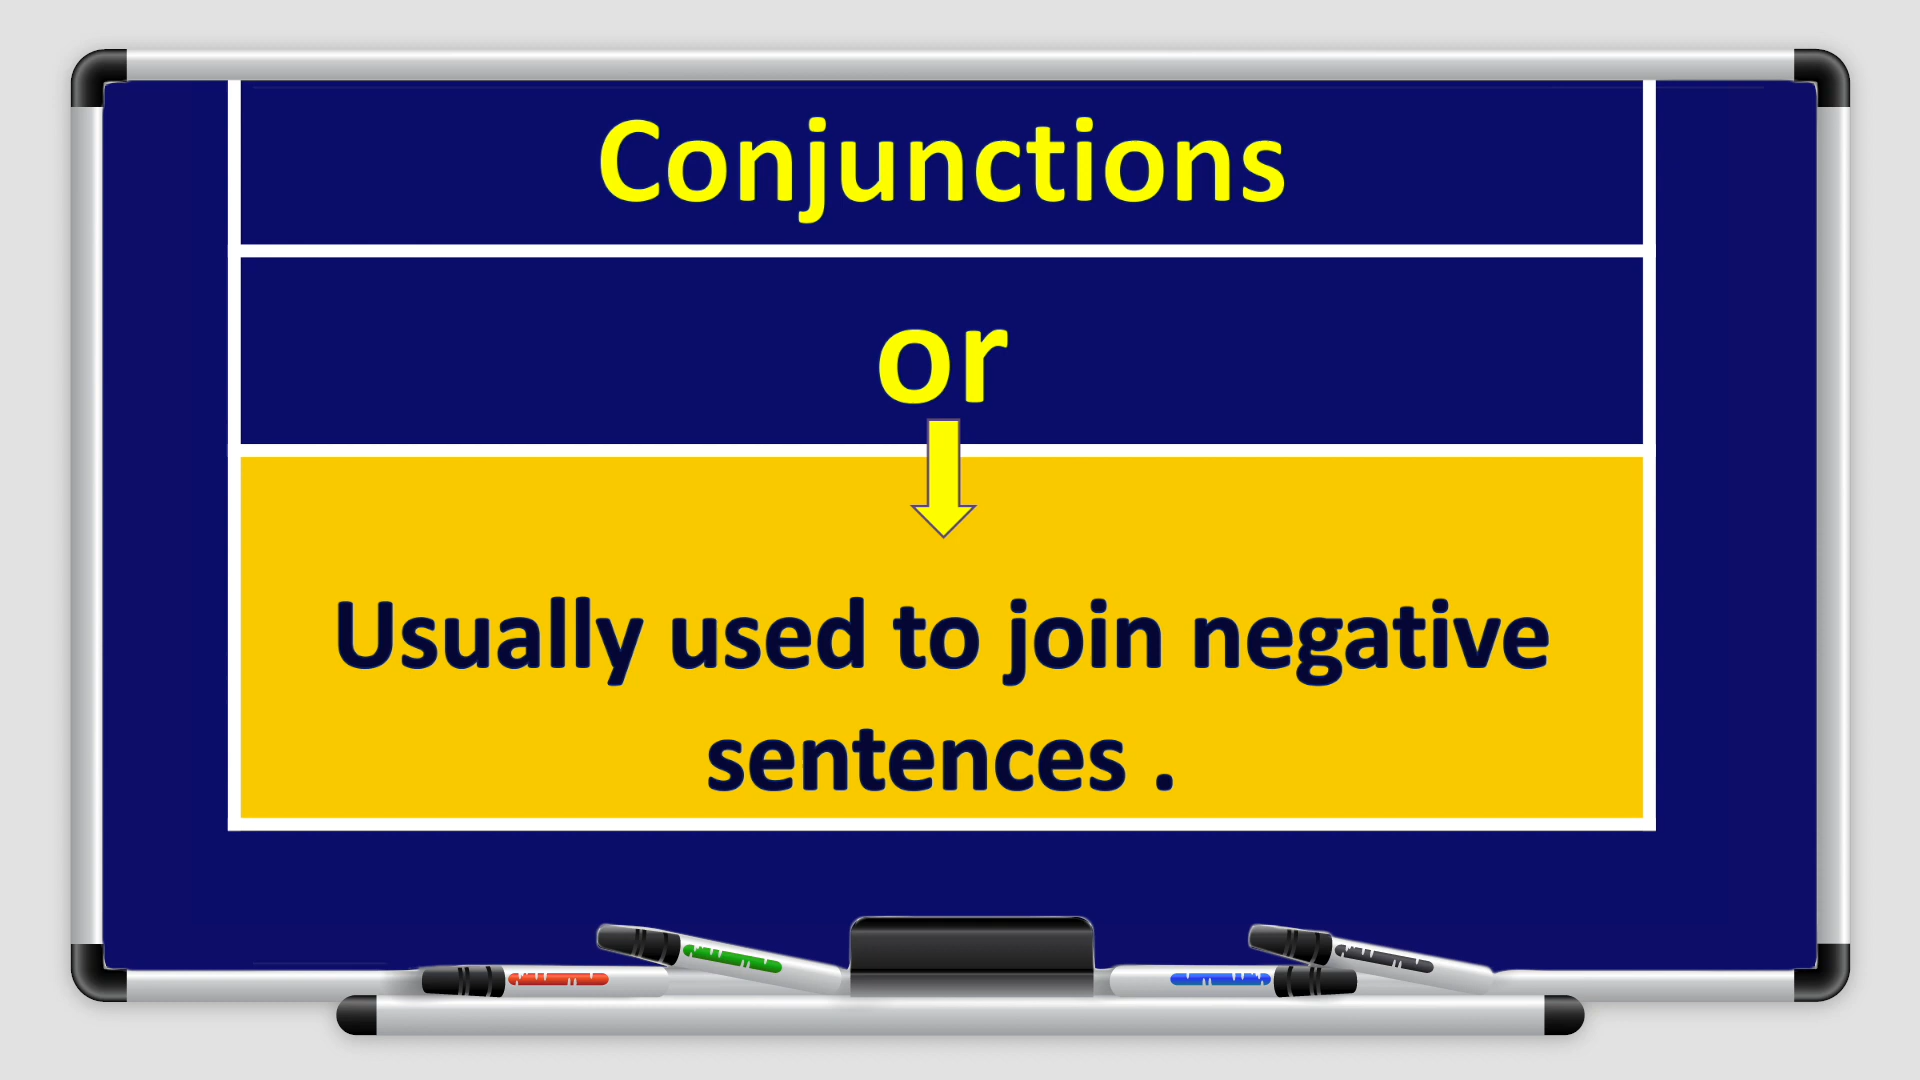 Conjunctions
or
Usually used to join negative
sentences .